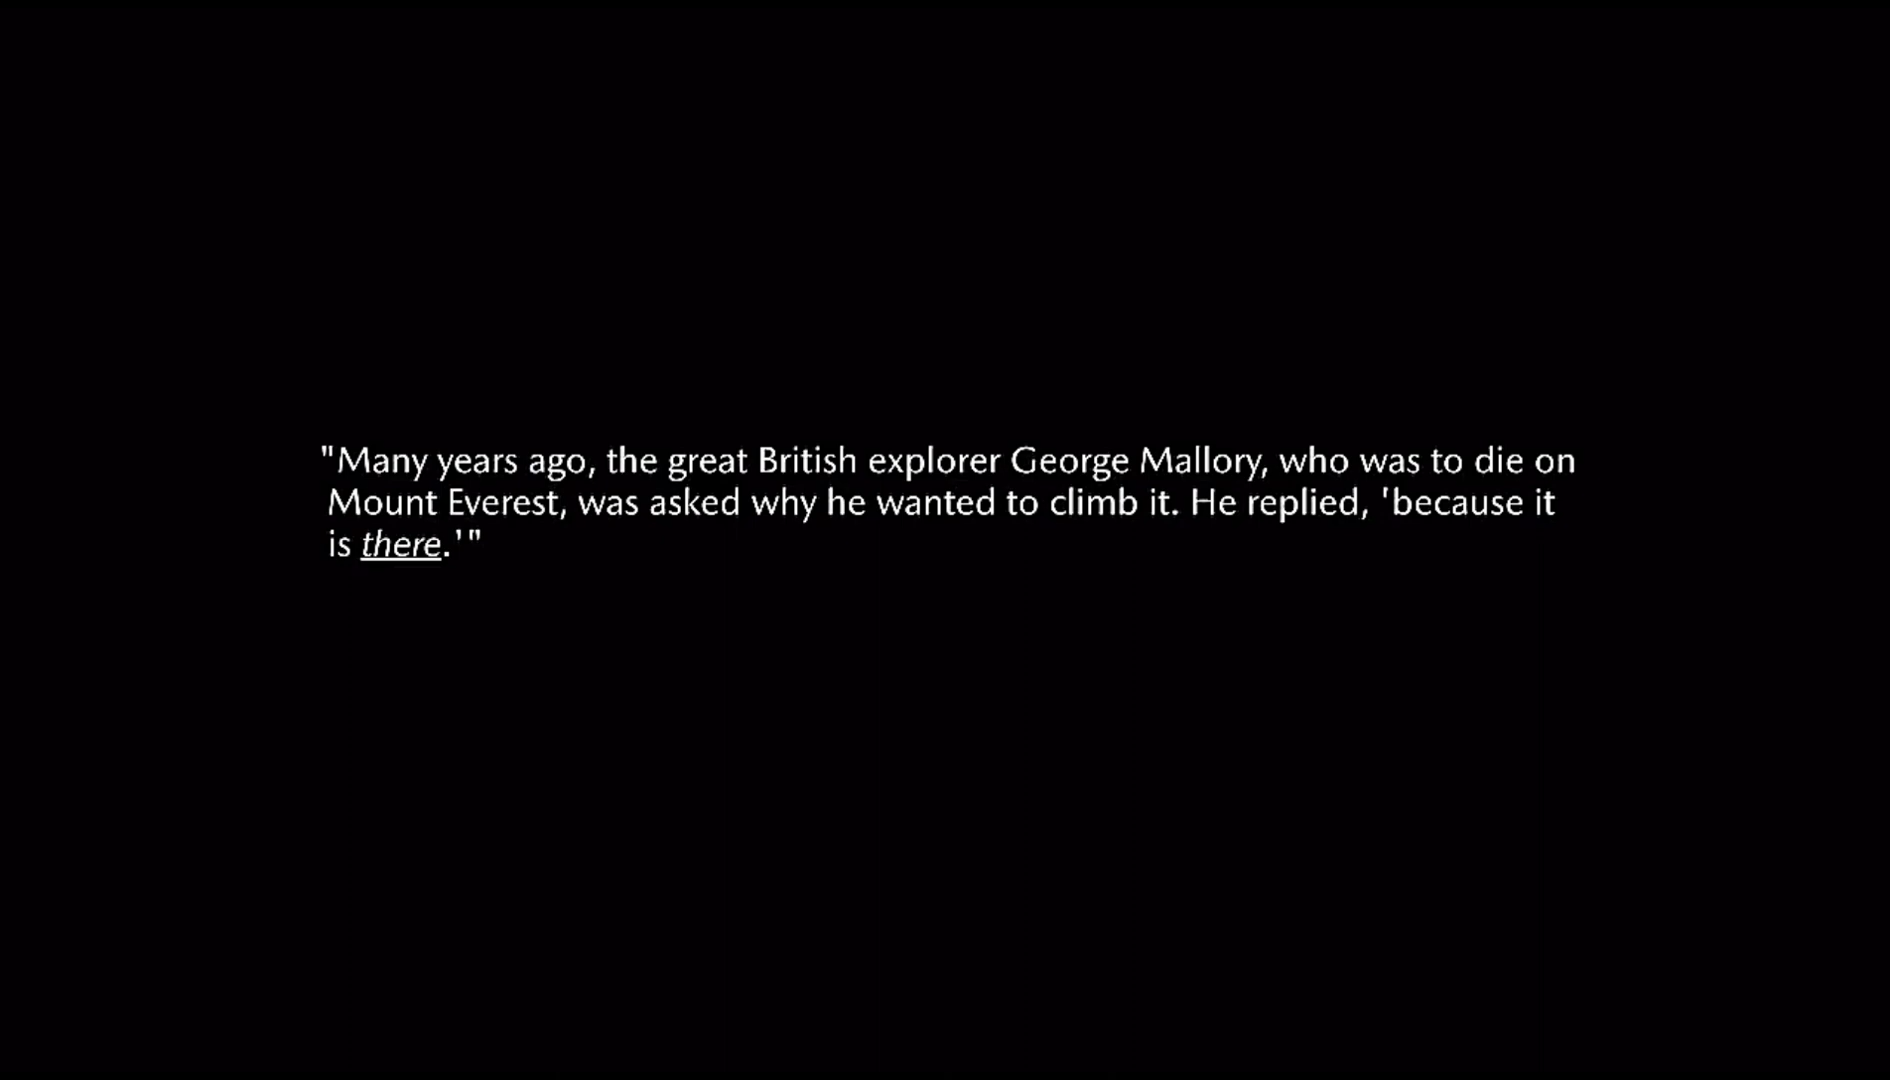 "Many years ago, the great British explorer George Mallory, who was to die on
Mount Everest, was asked why he wanted to climb it. He replied, 'because it
is there.'"